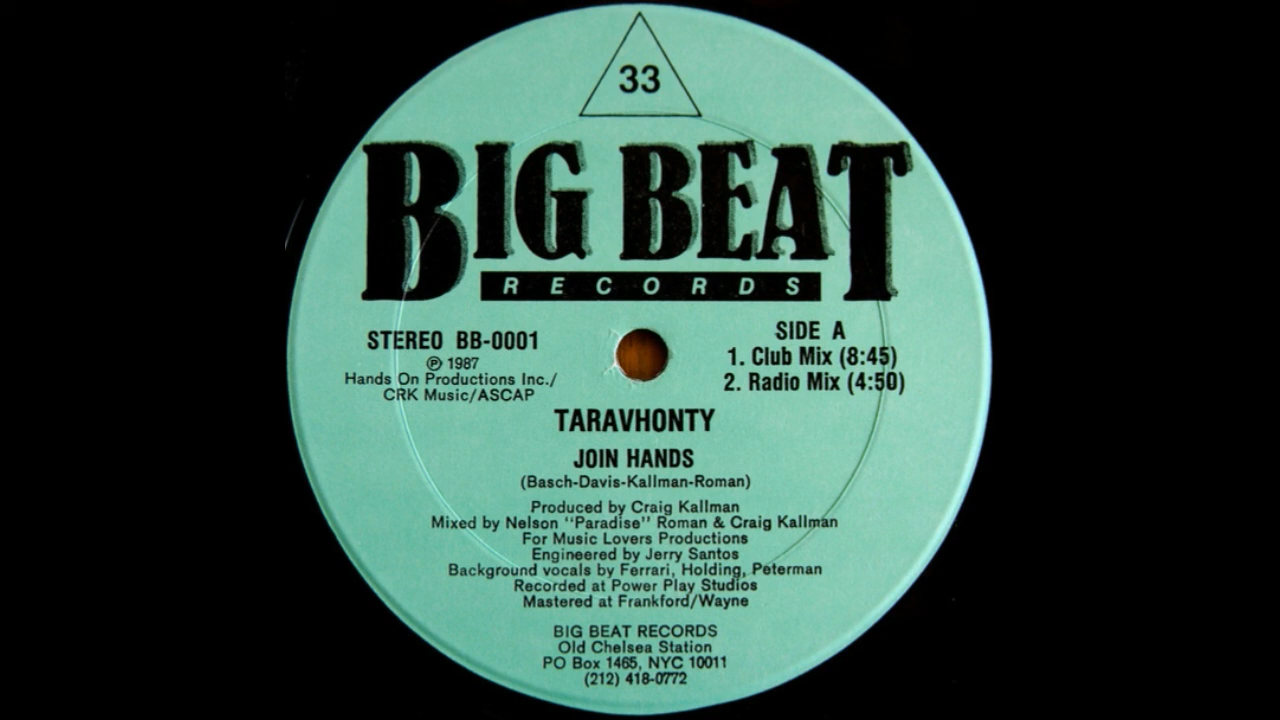 33
BIG BEAT
RECORDS
STEREO BB-0001
℗ 1987
Hands On Productions Inc./
CRK Music/ASCAP
SIDE A
1. Club Mix (8:45)
2. Radio Mix (4:50)
TARAVHONTY
JOIN HANDS
(Basch-Davis-Kallman-Roman)
Produced by Craig Kallman
Mixed by Nelson "Paradise" Roman & Craig Kallman
For Music Lovers Productions
Engineered by Jerry Santos
Background vocals by Ferrari, Holding, Peterman
Recorded at Power Play Studios
Mastered at Frankford/Wayne
BIG BEAT RECORDS
Old Chelsea Station
PO Box 1465, NYC 10011
(212) 418-0772